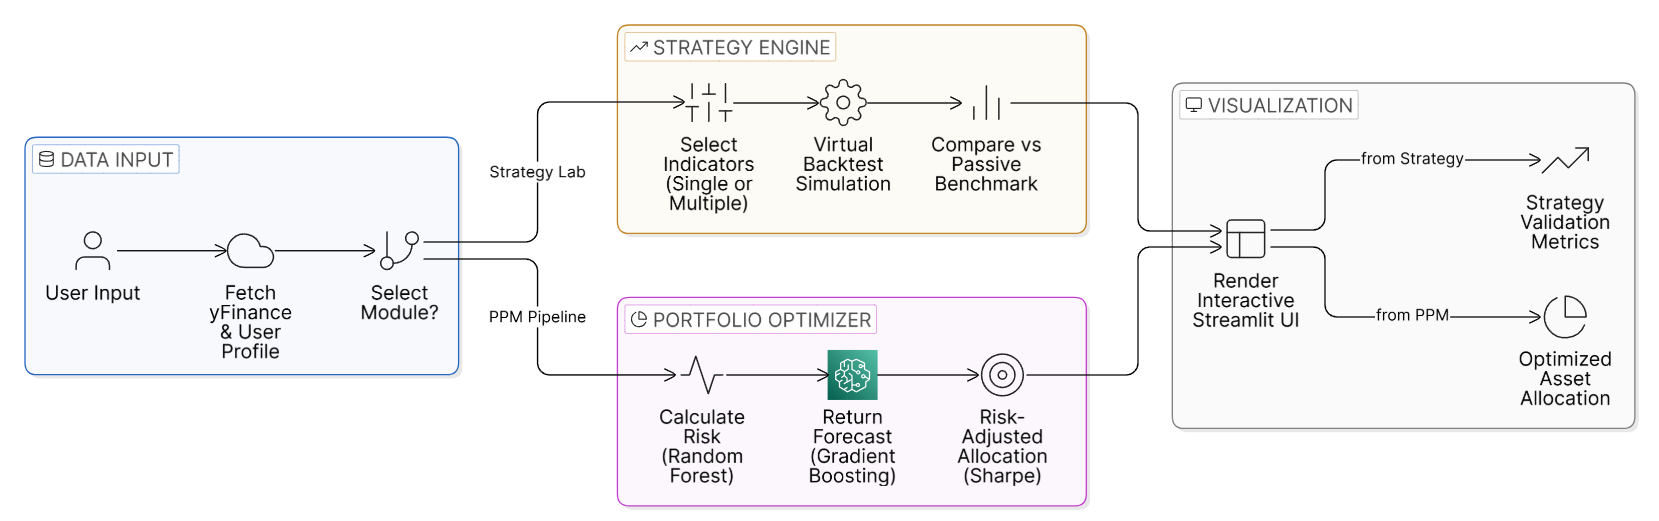 DATA INPUT
User Input
Fetch
yFinance
& User
Profile
Select
Module?
Strategy Lab
PPM Pipeline
STRATEGY ENGINE
Select
Indicators
(Single or
Multiple)
Virtual
Backtest
Simulation
Compare vs
Passive
Benchmark
PORTFOLIO OPTIMIZER
Calculate
Risk
(Random
Forest)
Return
Forecast
(Gradient
Boosting)
Risk-
Adjusted
Allocation
(Sharpe)
VISUALIZATION
Render
Interactive
Streamlit UI
from Strategy
Strategy
Validation
Metrics
from PPM
Optimized
Asset
Allocation